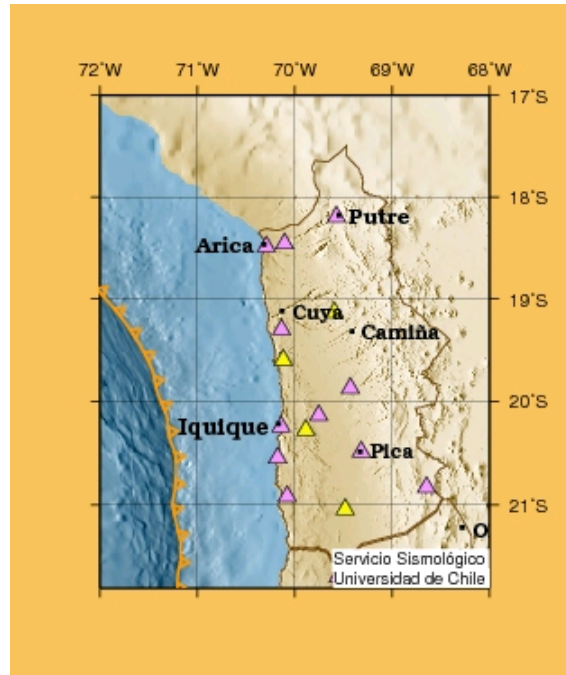 72°W 71°W 70°W 69°W 68°W
17°S
18°S
Putre
Arica
19°S
Cuya
Camiña
20°S
Iquique
Pica
21°S
O
Servicio Sismológico
Universidad de Chile